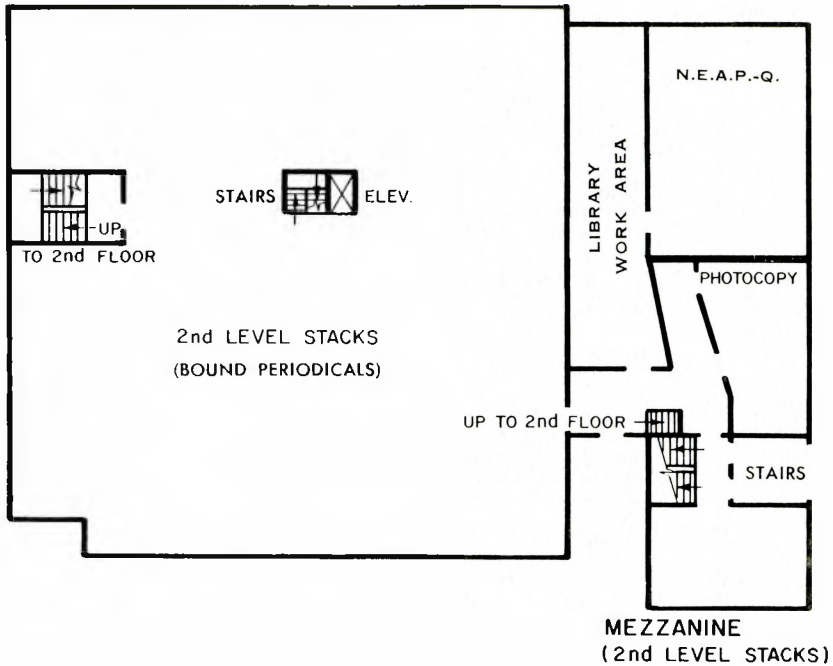 N.E.A.P.-Q.
LIBRARY
WORK AREA
STAIRS
ELEV.
UP
TO 2nd FLOOR
PHOTOCOPY
2nd LEVEL STACKS
(BOUND PERIODICALS)
UP TO 2nd FLOOR
STAIRS
MEZZANINE
(2nd LEVEL STACKS)